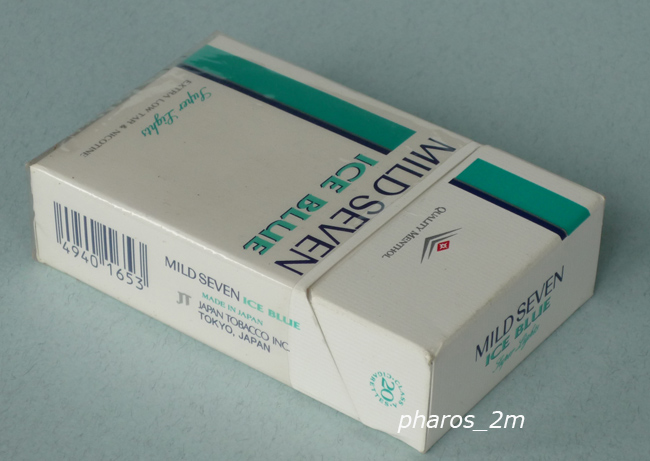 Super Lights
EXTRA LOW TAR & NICOTINE
MILD SEVEN
ICE BLUE
QUALITY MENTHOL
4940 1653
MILD SEVEN ICE BLUE
MADE IN JAPAN
JT JAPAN TOBACCO INC.
TOKYO, JAPAN
MILD SEVEN
ICE BLUE
Super Lights
20
pharos_2m